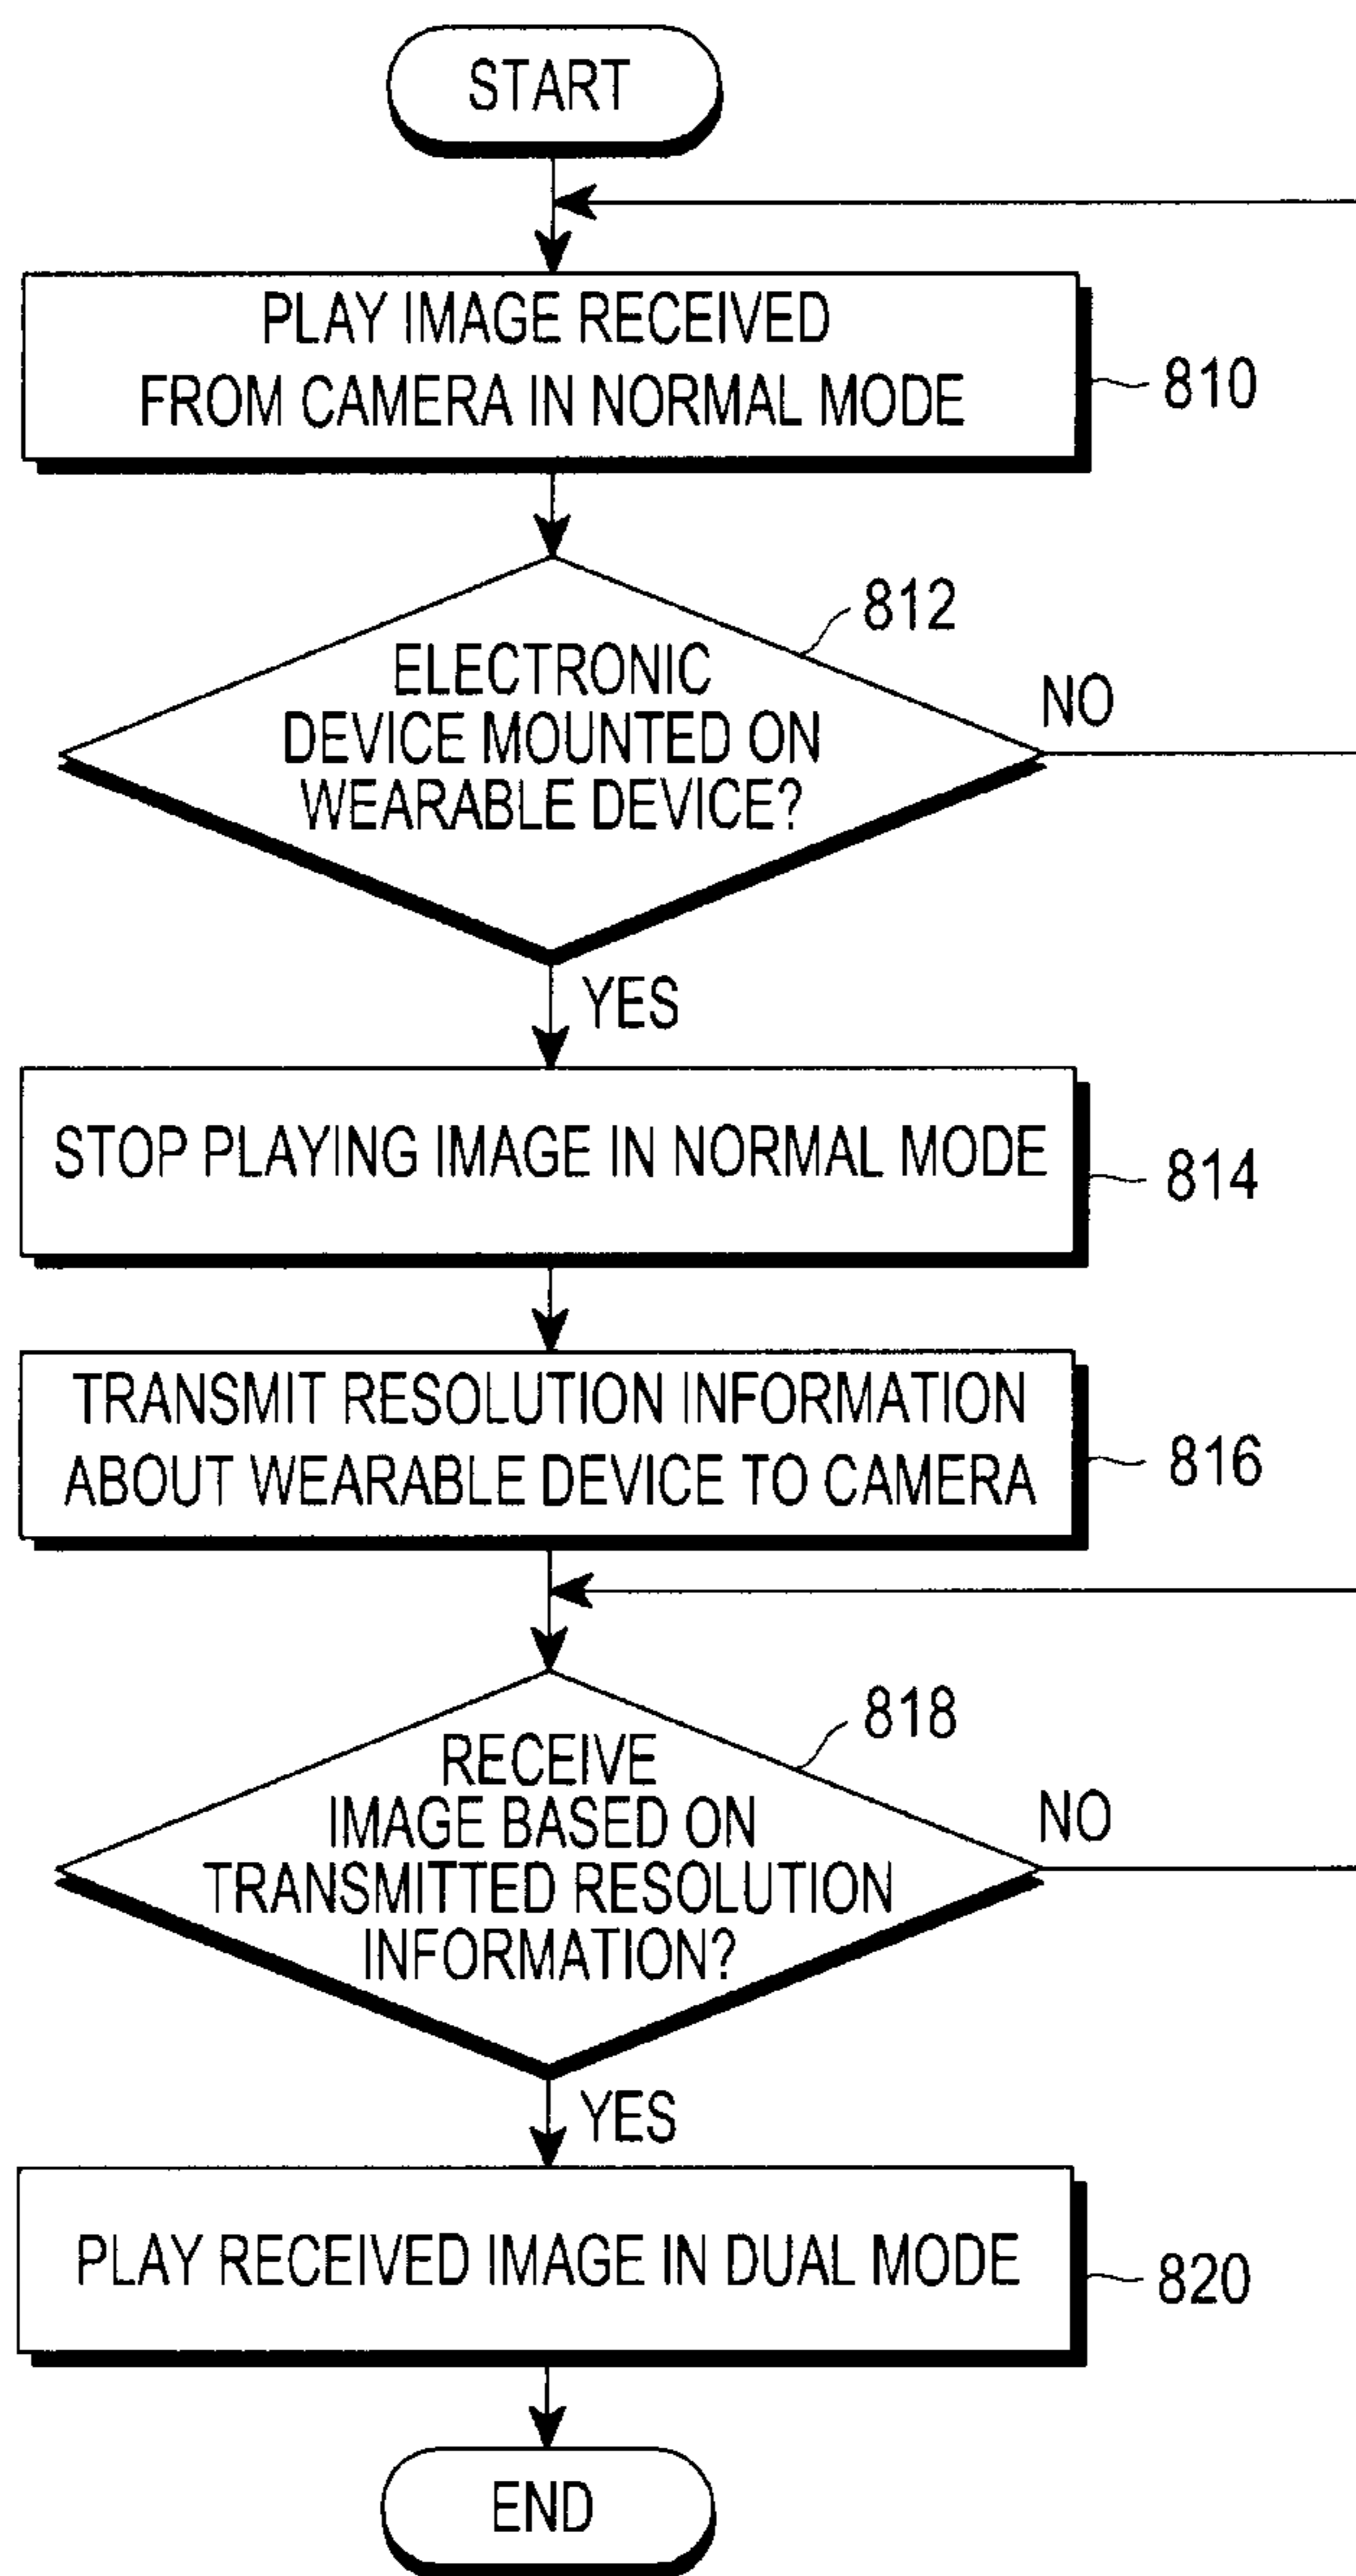 START
PLAY IMAGE RECEIVED
FROM CAMERA IN NORMAL MODE
810
812
ELECTRONIC
DEVICE MOUNTED ON
WEARABLE DEVICE?
NO
YES
STOP PLAYING IMAGE IN NORMAL MODE
814
TRANSMIT RESOLUTION INFORMATION
ABOUT WEARABLE DEVICE TO CAMERA
816
818
RECEIVE
IMAGE BASED ON
TRANSMITTED RESOLUTION
INFORMATION?
NO
YES
PLAY RECEIVED IMAGE IN DUAL MODE
820
END